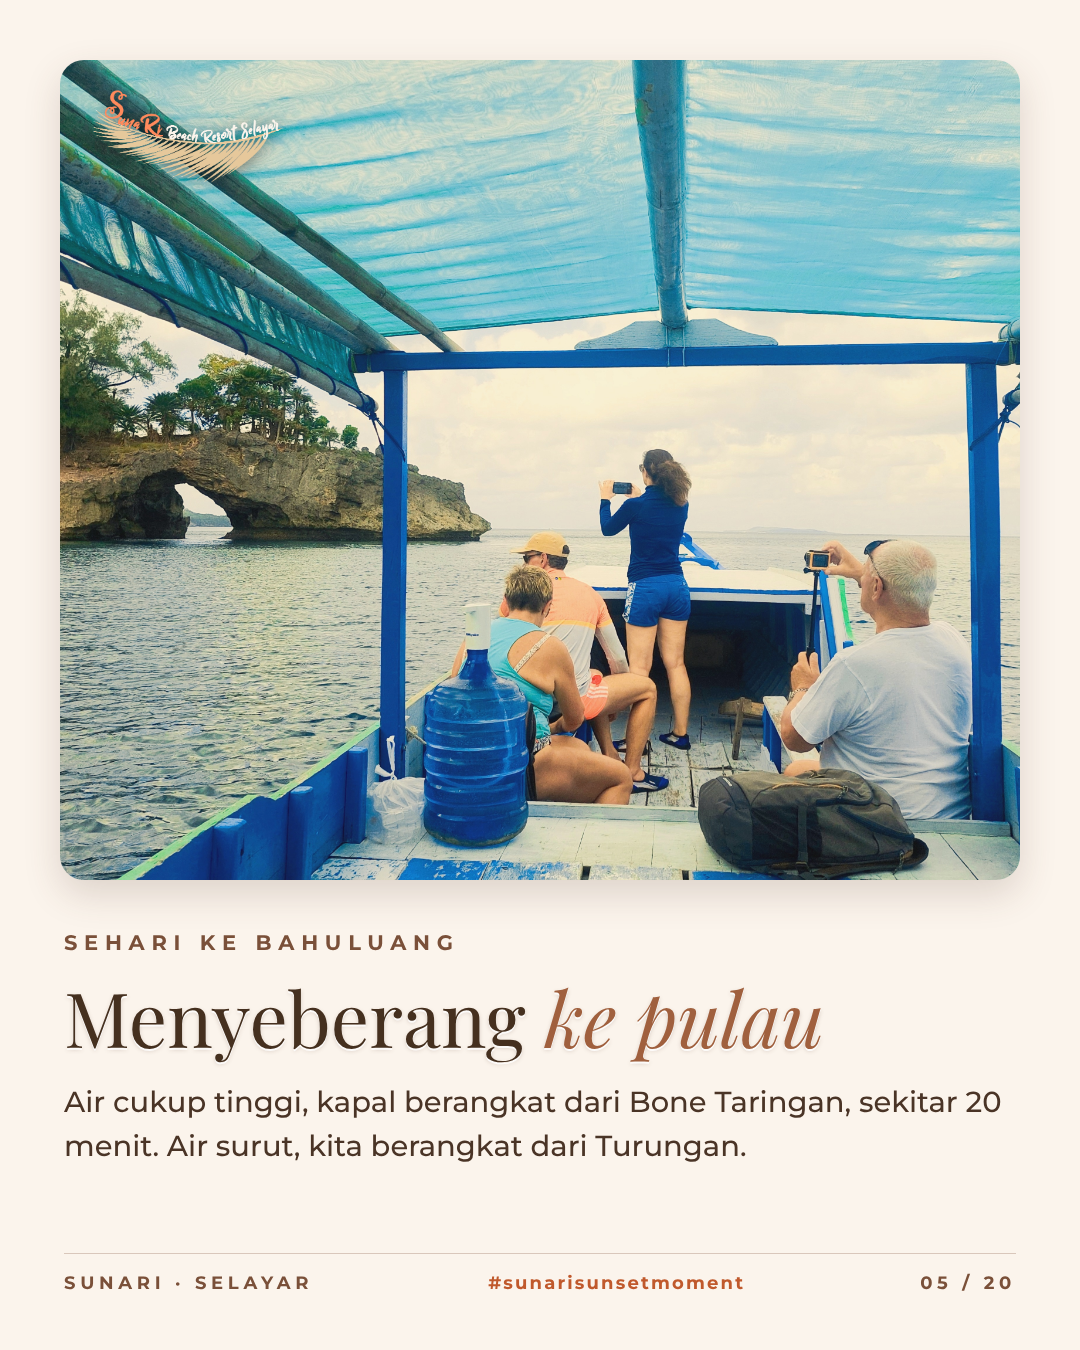 SunaRi Beach Resort Selayar
SEHARI KE BAHULUANG
Menyeberang ke pulau
Air cukup tinggi, kapal berangkat dari Bone Taringan, sekitar 20
menit. Air surut, kita berangkat dari Turungan.
SUNARI · SELAYAR
#sunarisunsetmoment
05 / 20